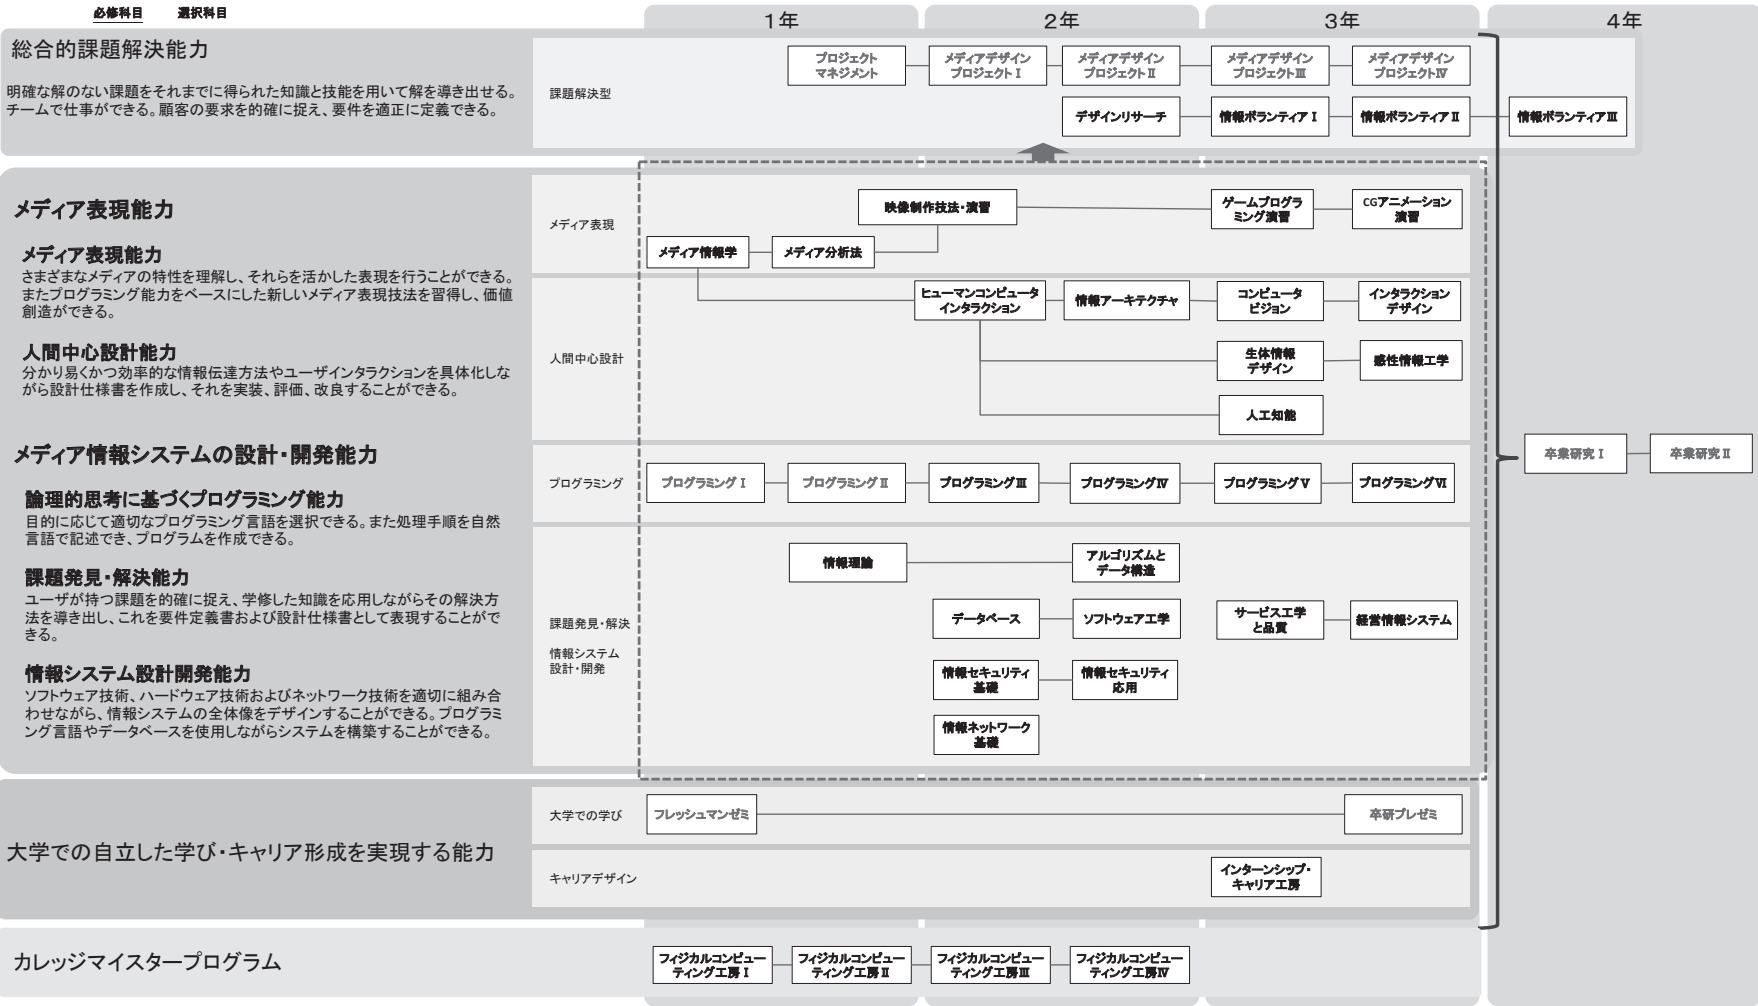 必修科目 選択科目
1年 2年 3年 4年
総合的課題解決能力
明確な解のない課題をそれまでに得られた知識と技能を用いて解を導き出せる。
チームで仕事ができる。顧客の要求を的確に捉え、要件を適正に定義できる。
課題解決型
プロジェクト
マネジメント
メディアデザイン
プロジェクトⅠ
メディアデザイン
プロジェクトⅡ
メディアデザイン
プロジェクトⅢ
メディアデザイン
プロジェクトⅣ
デザインリサーチ
情報ボランティアⅠ
情報ボランティアⅡ
情報ボランティアⅢ
メディア表現能力
メディア表現能力
さまざまなメディアの特性を理解し、それらを活かした表現を行うことができる。
またプログラミング能力をベースにした新しいメディア表現技法を習得し、価値
創造ができる。
人間中心設計能力
分かり易くかつ効率的な情報伝達方法やユーザインタラクションを具体化しな
がら設計仕様書を作成し、それを実装、評価、改良することができる。
メディア表現
映像制作技法・演習
ゲームプログラ
ミング演習
CGアニメーション
演習
メディア情報学
メディア分析法
人間中心設計
ヒューマンコンピュータ
インタラクション
情報アーキテクチャ
コンピュータ
ビジョン
インタラクション
デザイン
生体情報
デザイン
感性情報工学
人工知能
メディア情報システムの設計・開発能力
論理的思考に基づくプログラミング能力
目的に応じて適切なプログラミング言語を選択できる。また処理手順を自然
言語で記述でき、プログラムを作成できる。
課題発見・解決能力
ユーザが持つ課題を的確に捉え、学修した知識を応用しながらその解決方
法を導き出し、これを要件定義書および設計仕様書として表現することがで
きる。
情報システム設計開発能力
ソフトウェア技術、ハードウェア技術およびネットワーク技術を適切に組み合
わせながら、情報システムの全体像をデザインすることができる。プログラミ
ング言語やデータベースを使用しながらシステムを構築することができる。
プログラミング
プログラミングⅠ
プログラミングⅡ
プログラミングⅢ
プログラミングⅣ
プログラミングⅤ
プログラミングⅥ
卒業研究Ⅰ
卒業研究Ⅱ
課題発見・解決
情報システム
設計・開発
情報理論
アルゴリズムと
データ構造
データベース
ソフトウェア工学
サービス工学
と品質
経営情報システム
情報セキュリティ
基礎
情報セキュリティ
応用
情報ネットワーク
基礎
大学での自立した学び・キャリア形成を実現する能力
大学での学び
フレッシュマンゼミ
卒研プレゼミ
キャリアデザイン
インターンシップ・
キャリア工房
カレッジマイスタープログラム
フィジカルコンピュー
ティング工房Ⅰ
フィジカルコンピュー
ティング工房Ⅱ
フィジカルコンピュー
ティング工房Ⅲ
フィジカルコンピュー
ティング工房Ⅳ